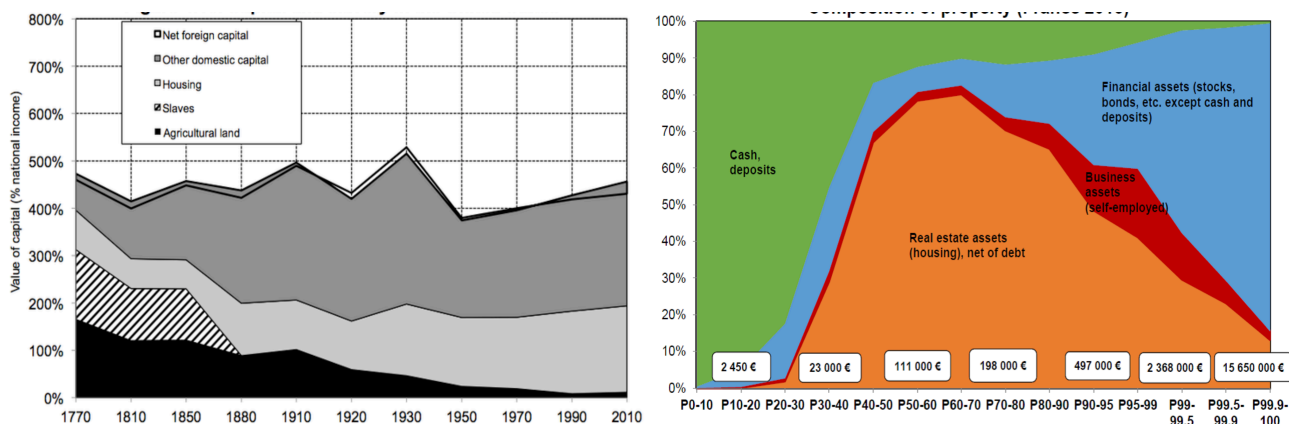 800%
700%
600%
500%
400%
300%
200%
100%
0%
Value of capital (% national income)
Net foreign capital
Other domestic capital
Housing
Slaves
Agricultural land
1770 1810 1850 1880 1910 1920 1930 1950 1970 1990 2010
100%
90%
80%
70%
60%
50%
40%
30%
20%
10%
0%
Cash,
deposits
Financial assets (stocks,
bonds, etc. except cash and
deposits)
Business
assets
(self-employed)
Real estate assets
(housing), net of debt
2 450 € 23 000 € 111 000 € 198 000 € 497 000 € 2 368 000 € 15 650 000 €
P0-10 P10-20 P20-30 P30-40 P40-50 P50-60 P60-70 P70-80 P80-90 P90-95 P95-99 P99-99.5 P99.5-99.9 P99.9-100